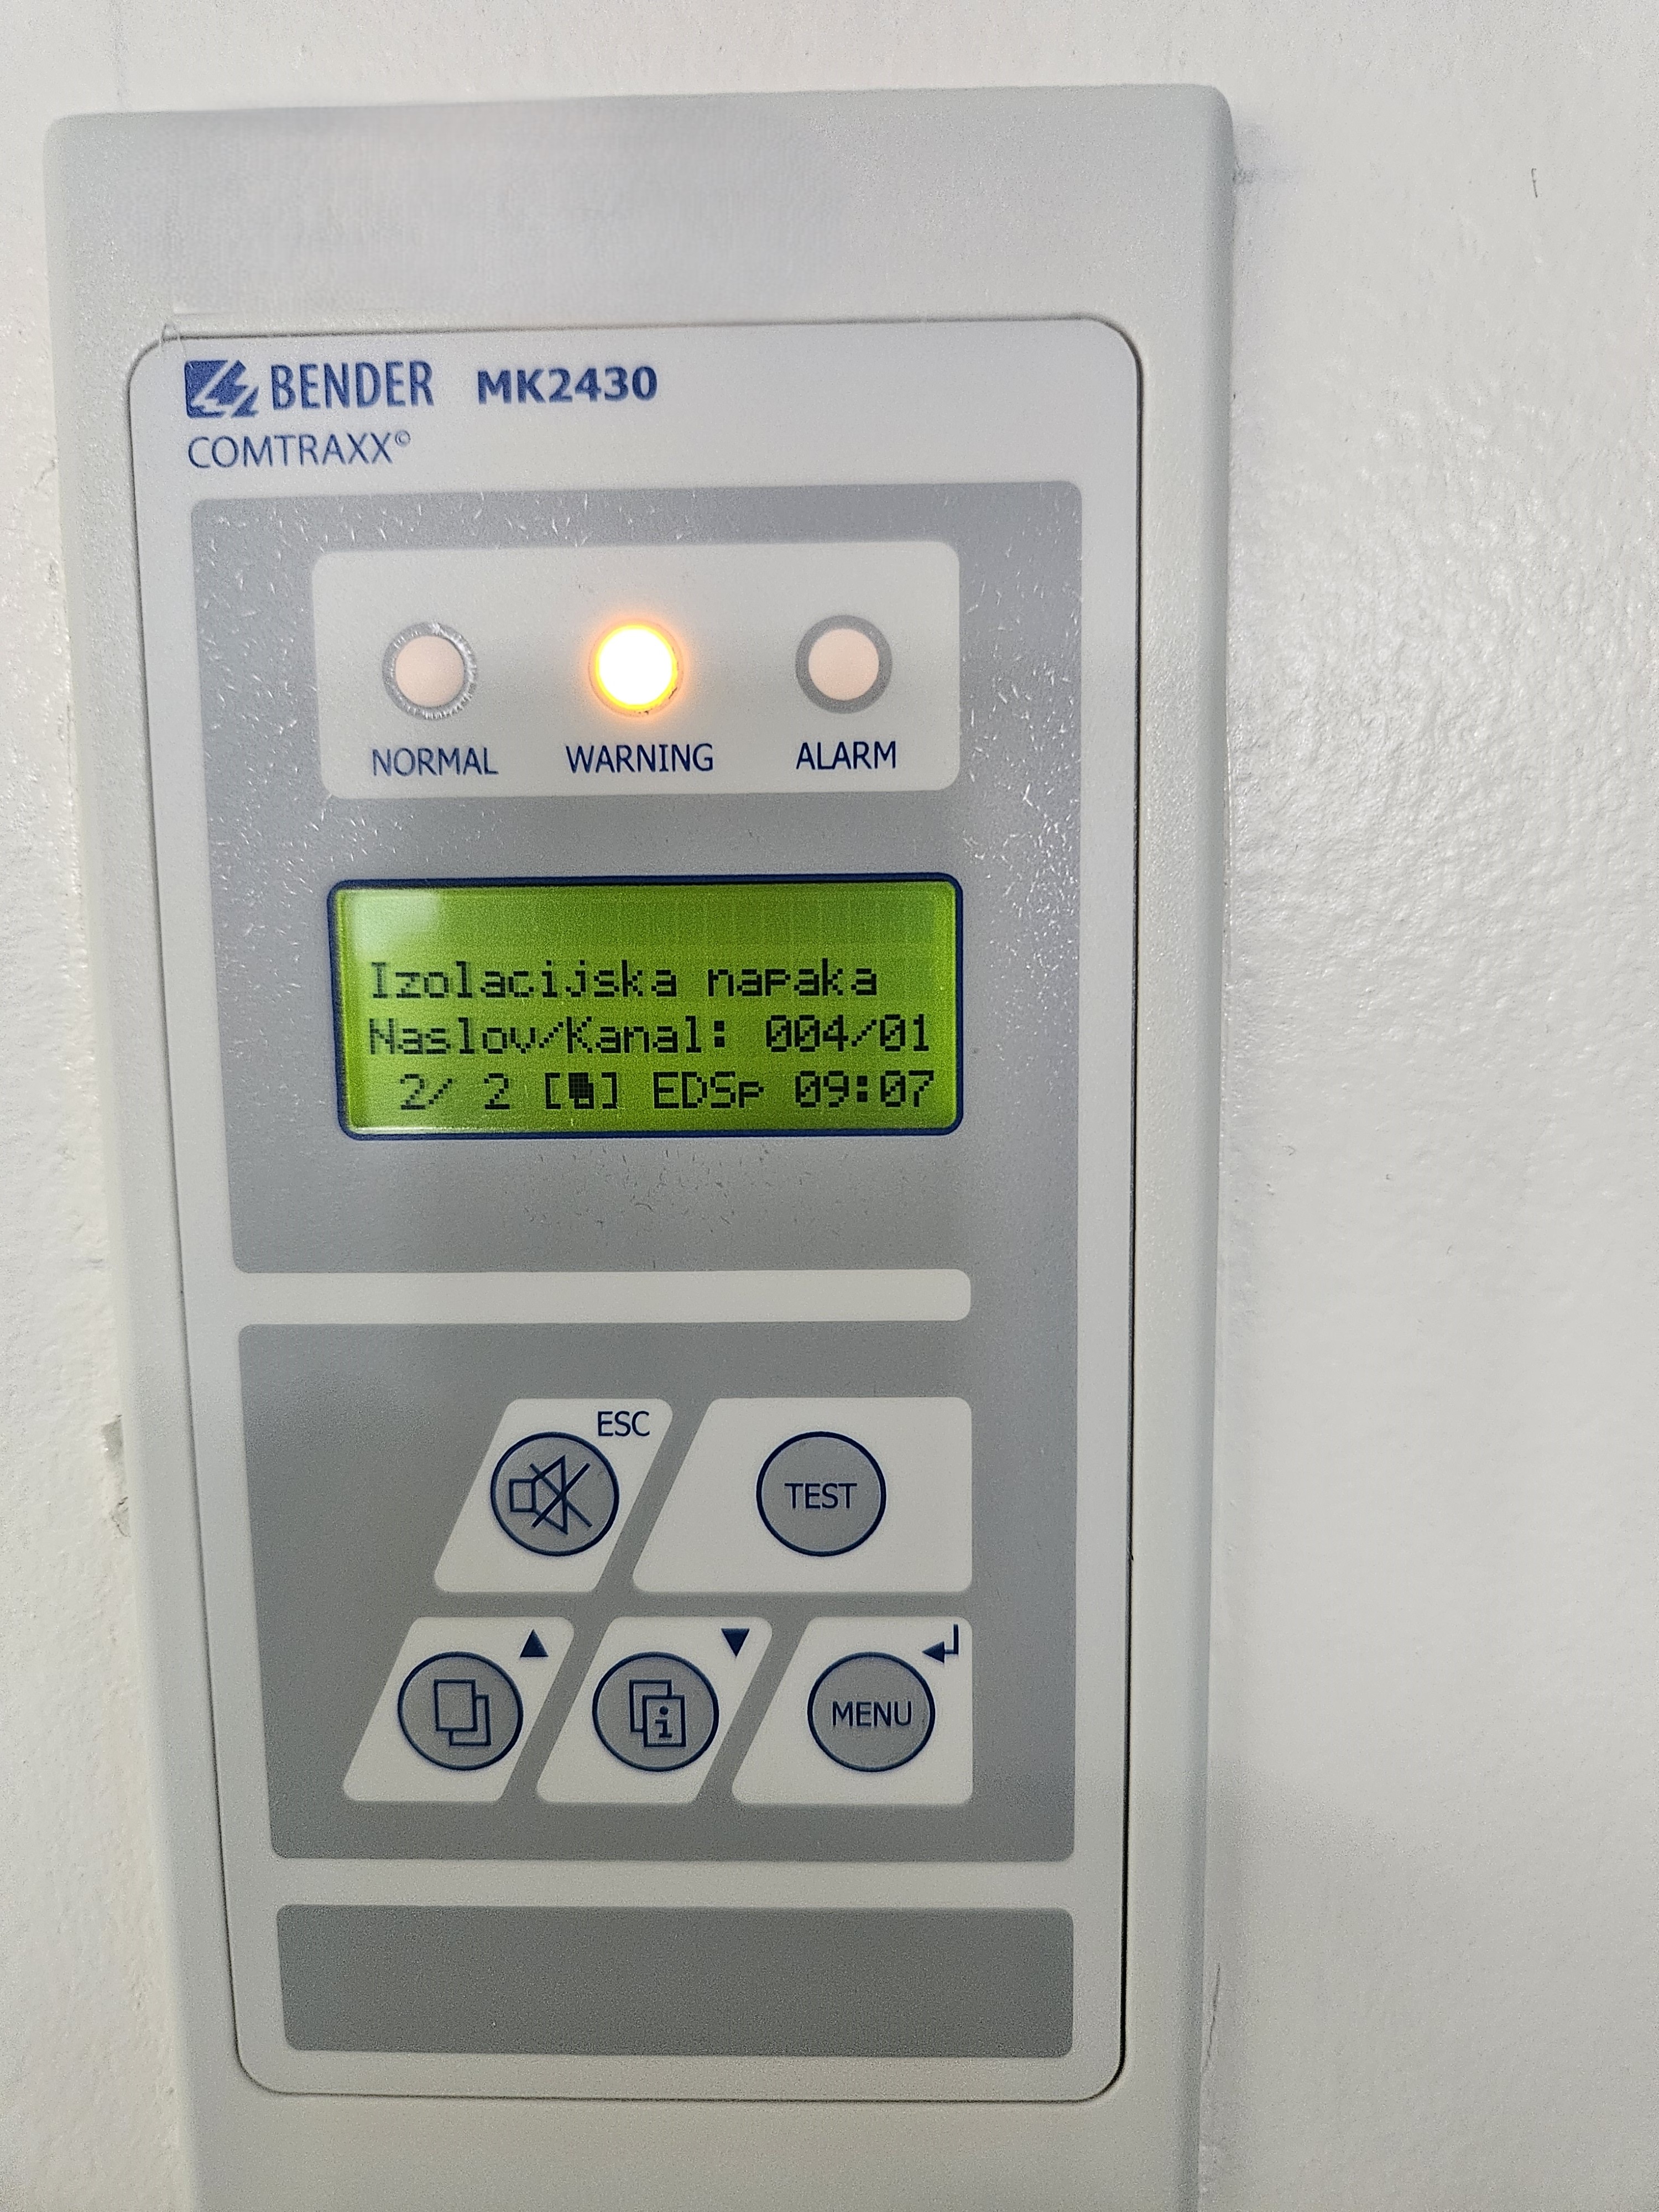 BENDER MK2430
COMTRAXX©
NORMAL WARNING ALARM
Izolacijska napaka
Naslov/Kanal: 004/01
2/ 2 [] EDSp 09:07
ESC
TEST
i
MENU